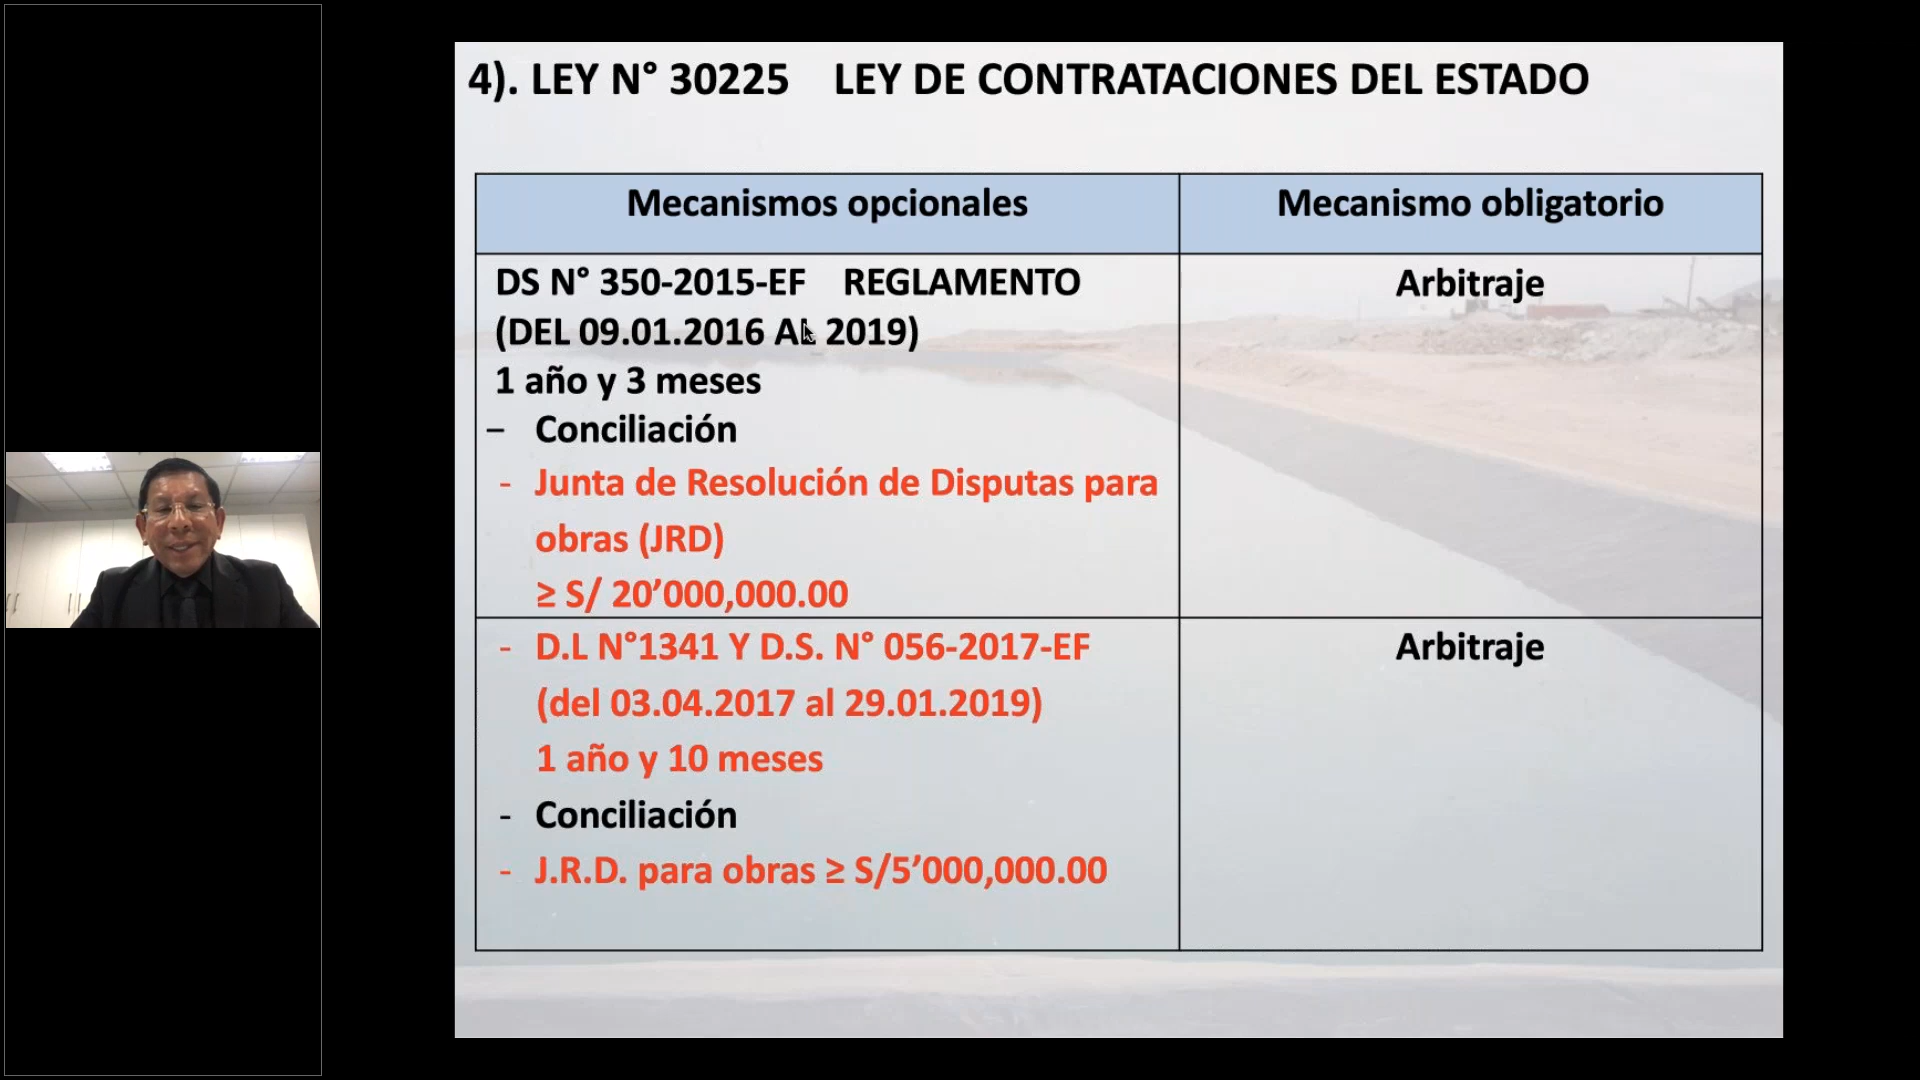 4). LEY N° 30225 LEY DE CONTRATACIONES DEL ESTADO
Mecanismos opcionales
Mecanismo obligatorio
DS N° 350-2015-EF REGLAMENTO
(DEL 09.01.2016 AL 2019)
1 año y 3 meses
– Conciliación
- Junta de Resolución de Disputas para
obras (JRD)
≥ S/ 20’000,000.00
Arbitraje
- D.L N°1341 Y D.S. N° 056-2017-EF
(del 03.04.2017 al 29.01.2019)
1 año y 10 meses
- Conciliación
- J.R.D. para obras ≥ S/5’000,000.00
Arbitraje